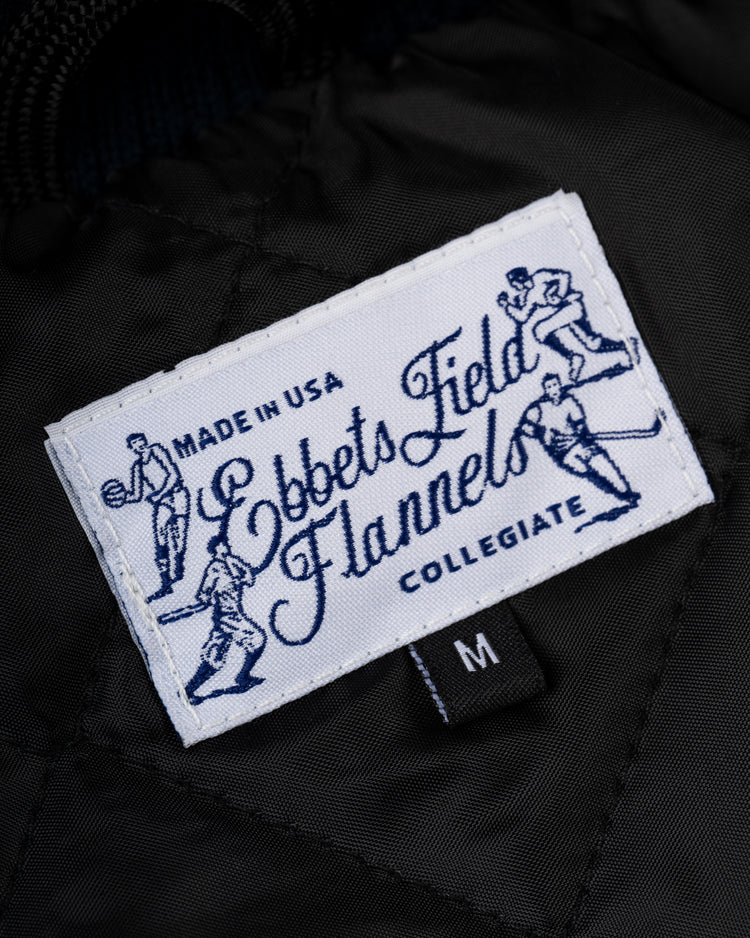 MADE IN USA
Ebbets Field
Flannels
COLLEGIATE
M